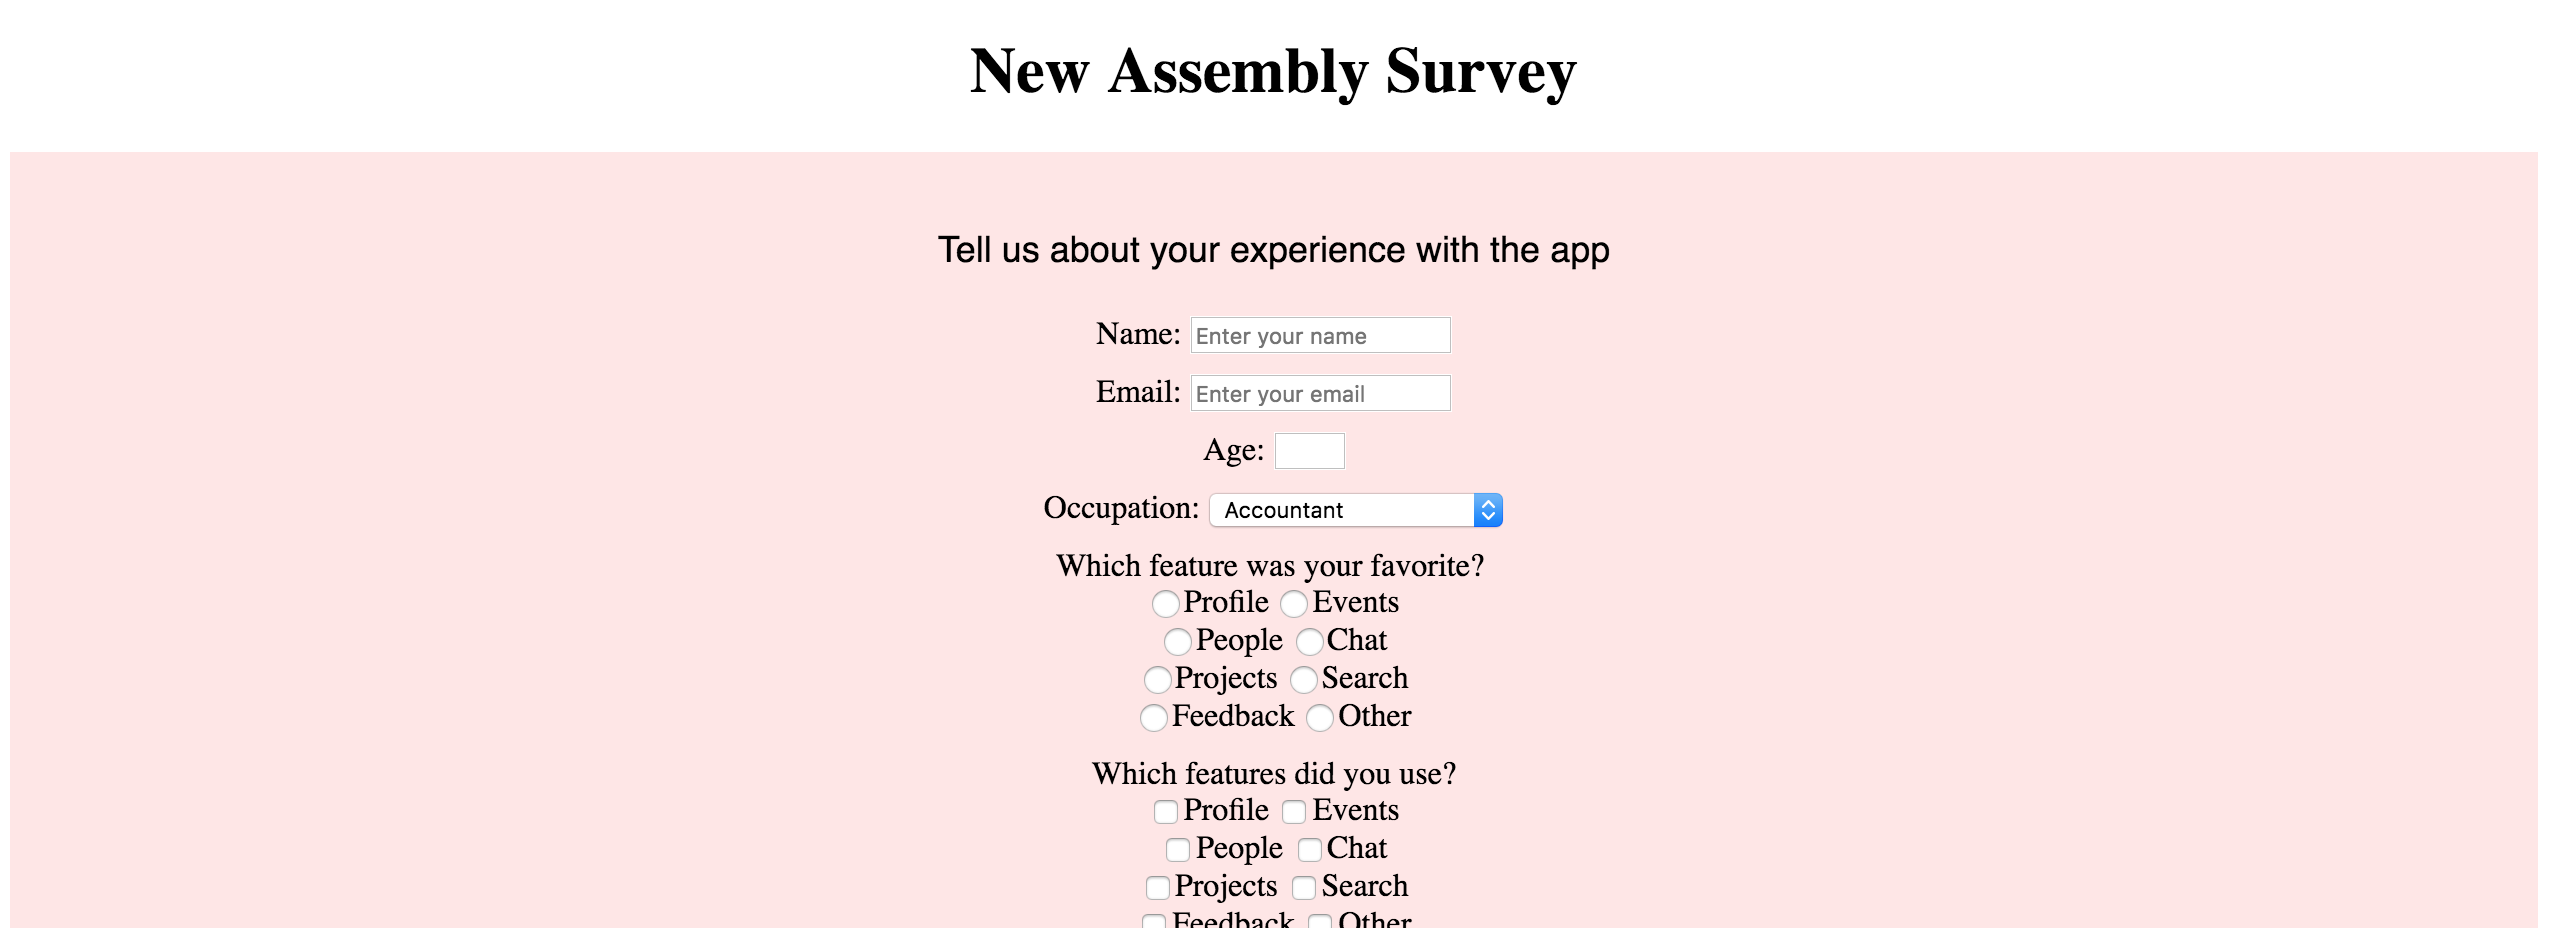 New Assembly Survey
Tell us about your experience with the app
Name: Enter your name
Email: Enter your email
Age:
Occupation: Accountant
Which feature was your favorite?
Profile Events
People Chat
Projects Search
Feedback Other
Which features did you use?
Profile Events
People Chat
Projects Search
Feedback Other